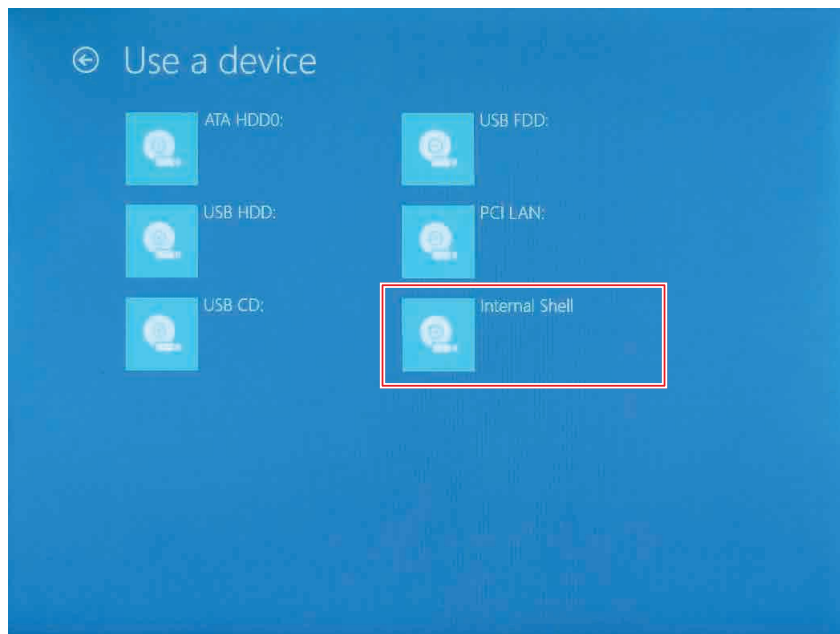 Use a device
ATA HDD0:
USB HDD:
USB CD:
USB FDD:
PCI LAN:
Internal Shell